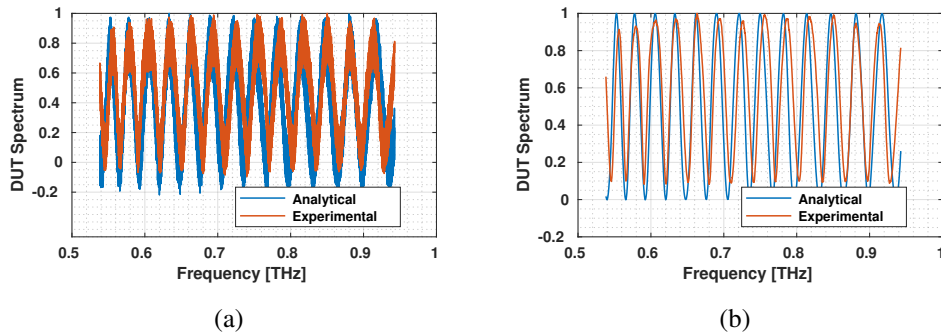 1
0.8
0.6
0.4
0.2
0
-0.2
DUT Spectrum
Analytical
Experimental
0.5 0.6 0.7 0.8 0.9 1
Frequency [THz]
(a)
1
0.8
0.6
0.4
0.2
0
-0.2
DUT Spectrum
Analytical
Experimental
0.5 0.6 0.7 0.8 0.9 1
Frequency [THz]
(b)